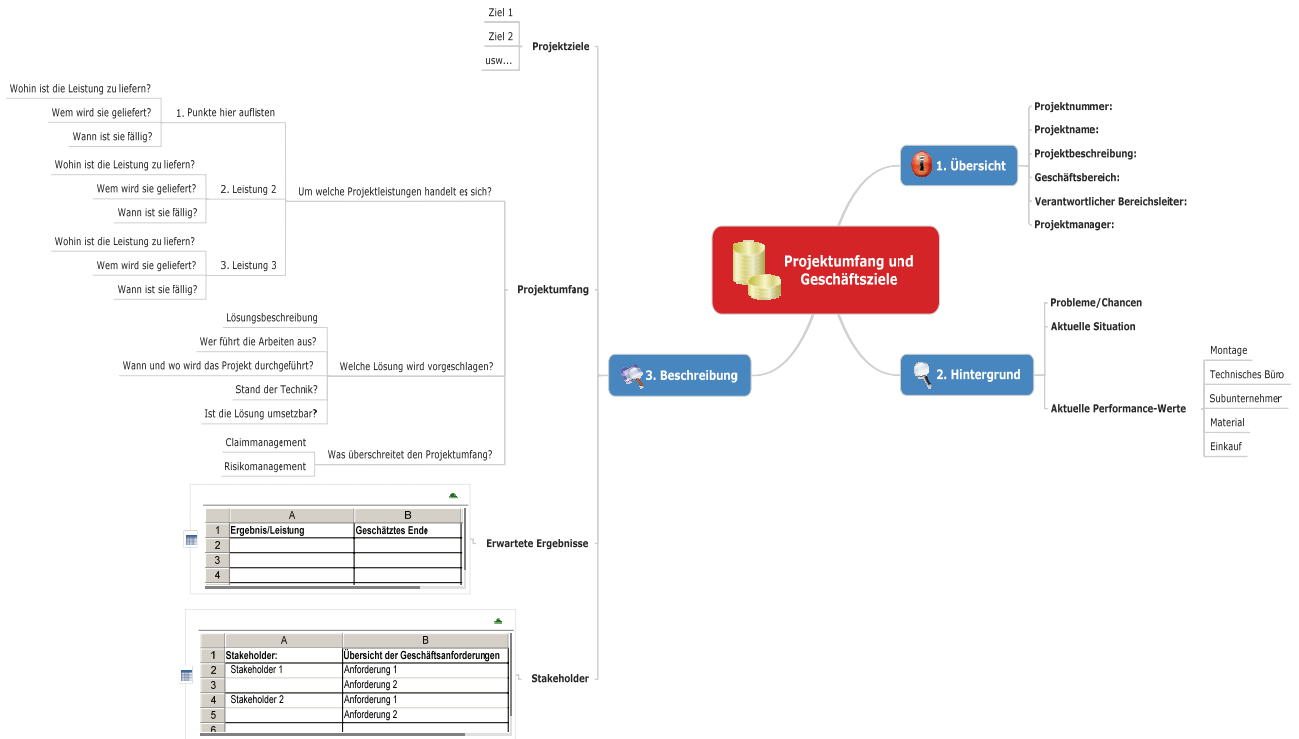 Projektumfang und
Geschäftsziele
1. Übersicht
Projektnummer:
Projektname:
Projektbeschreibung:
Geschäftsbereich:
Verantwortlicher Bereichsleiter:
Projektmanager:
2. Hintergrund
Probleme/Chancen
Aktuelle Situation
Aktuelle Performance-Werte
Montage
Technisches Büro
Subunternehmer
Material
Einkauf
3. Beschreibung
Projektziele
Ziel 1
Ziel 2
usw...
Projektumfang
Um welche Projektleistungen handelt es sich?
1. Punkte hier auflisten
Wohin ist die Leistung zu liefern?
Wem wird sie geliefert?
Wann ist sie fällig?
2. Leistung 2
Wohin ist die Leistung zu liefern?
Wem wird sie geliefert?
Wann ist sie fällig?
3. Leistung 3
Wohin ist die Leistung zu liefern?
Wem wird sie geliefert?
Wann ist sie fällig?
Welche Lösung wird vorgeschlagen?
Lösungsbeschreibung
Wer führt die Arbeiten aus?
Wann und wo wird das Projekt durchgeführt?
Stand der Technik?
Ist die Lösung umsetzbar?
Was überschreitet den Projektumfang?
Claimmanagement
Risikomanagement
Erwartete Ergebnisse
A B
1 Ergebnis/Leistung Geschätztes Ende
2
3
4
Stakeholder
A B
1 Stakeholder: Übersicht der Geschäftsanforderungen
2 Stakeholder 1 Anforderung 1
3 Anforderung 2
4 Stakeholder 2 Anforderung 1
5 Anforderung 2
6